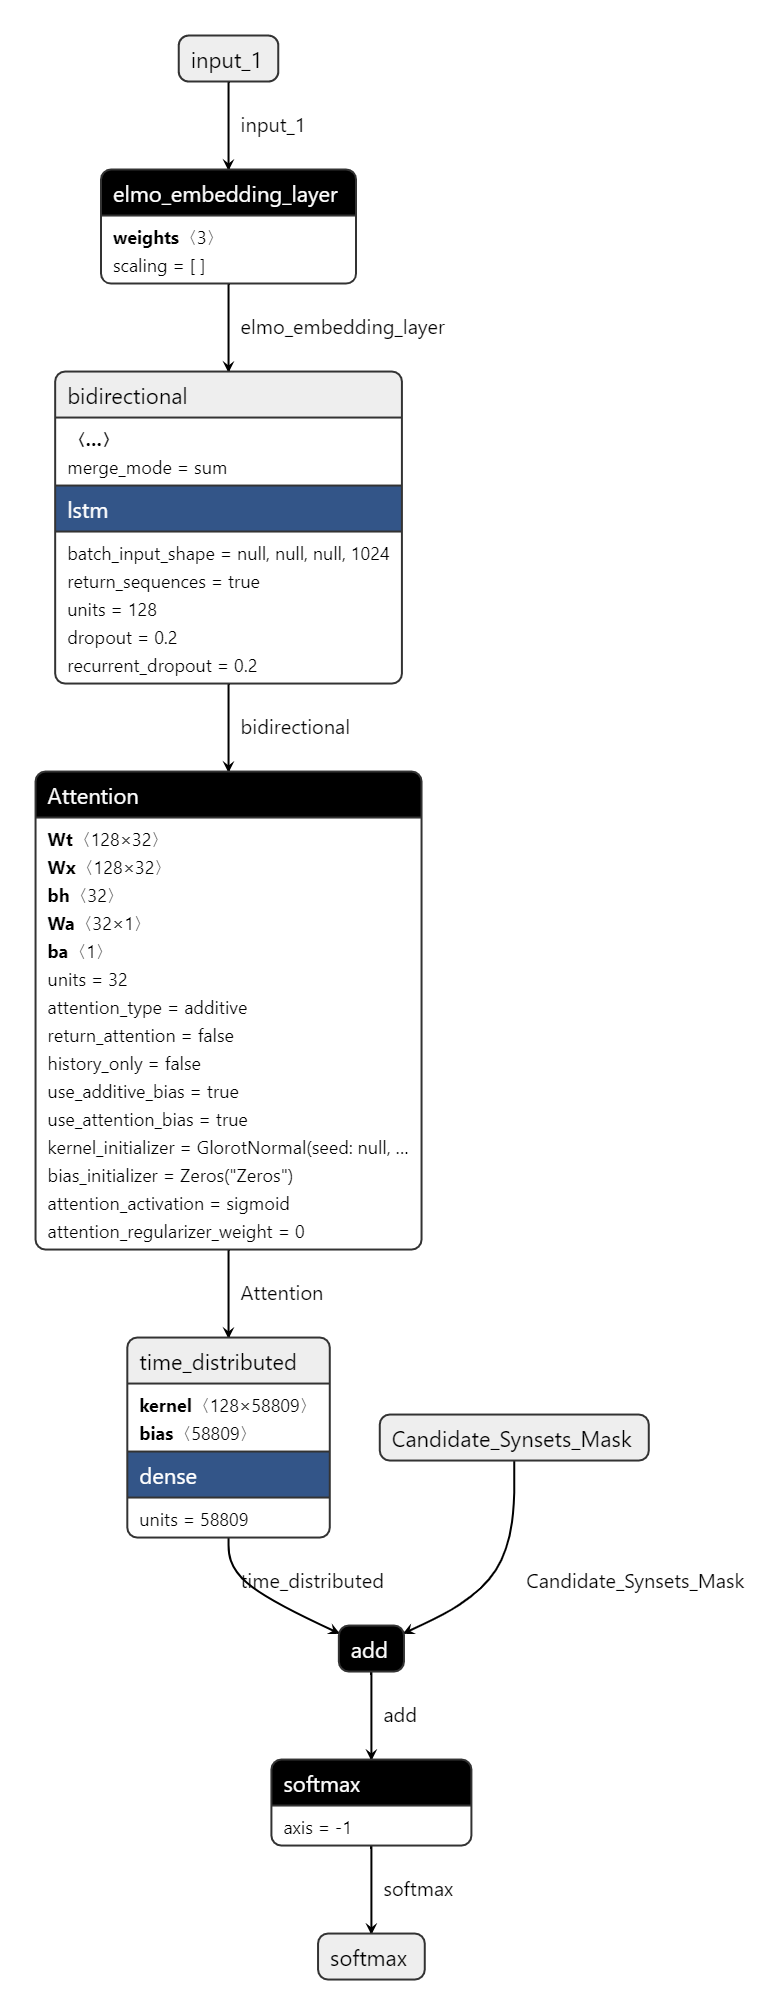 input_1
input_1
elmo_embedding_layer
weights〈3〉
scaling = [ ]
elmo_embedding_layer
bidirectional
〈...〉
merge_mode = sum
lstm
batch_input_shape = null, null, null, 1024
return_sequences = true
units = 128
dropout = 0.2
recurrent_dropout = 0.2
bidirectional
Attention
Wt〈128×32〉
Wx〈128×32〉
bh〈32〉
Wa〈32×1〉
ba〈1〉
units = 32
attention_type = additive
return_attention = false
history_only = false
use_additive_bias = true
use_attention_bias = true
kernel_initializer = GlorotNormal(seed: null, ...
bias_initializer = Zeros("Zeros")
attention_activation = sigmoid
attention_regularizer_weight = 0
Attention
time_distributed
kernel〈128×58809〉
bias〈58809〉
dense
units = 58809
Candidate_Synsets_Mask
time_distributed
Candidate_Synsets_Mask
add
add
softmax
axis = -1
softmax
softmax